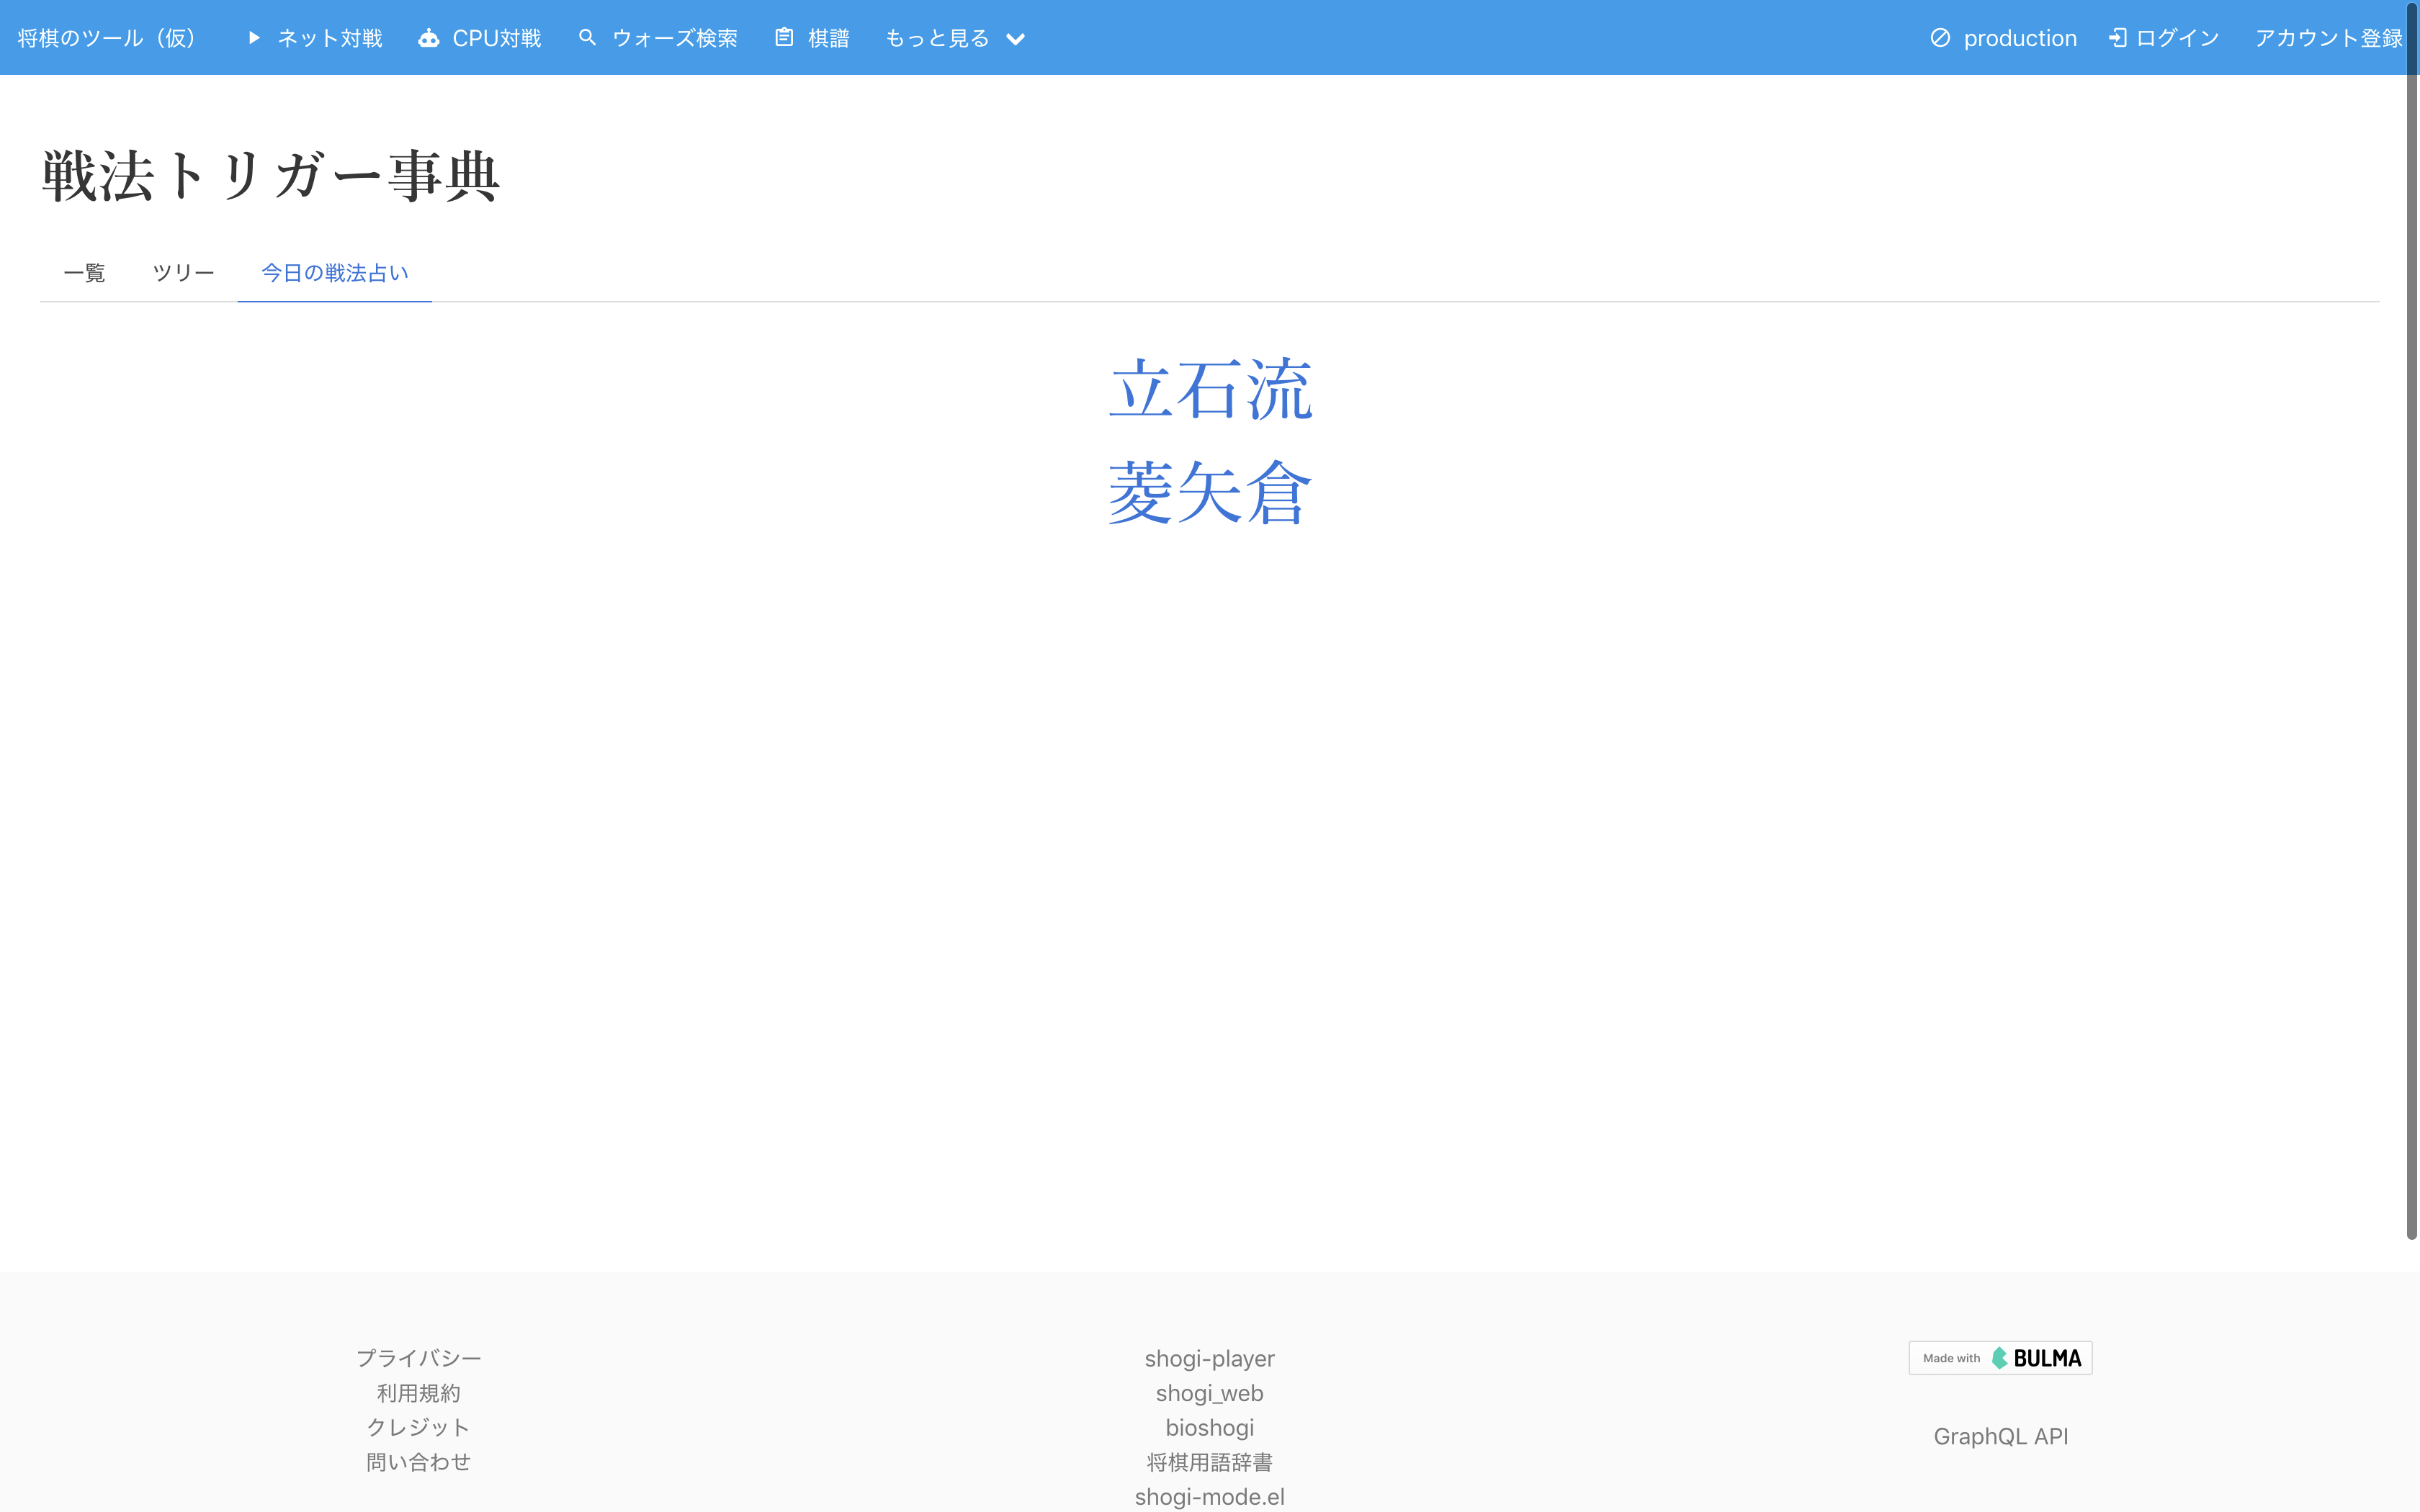 将棋のツール（仮） ネット対戦 CPU対戦 ウォーズ検索 棋譜 もっと見る production ログイン アカウント登録
戦法トリガー事典
一覧 ツリー 今日の戦法占い
立石流
菱矢倉
プライバシー
利用規約
クレジット
問い合わせ
shogi-player
shogi_web
bioshogi
将棋用語辞書
shogi-mode.el
Made with BULMA
GraphQL API